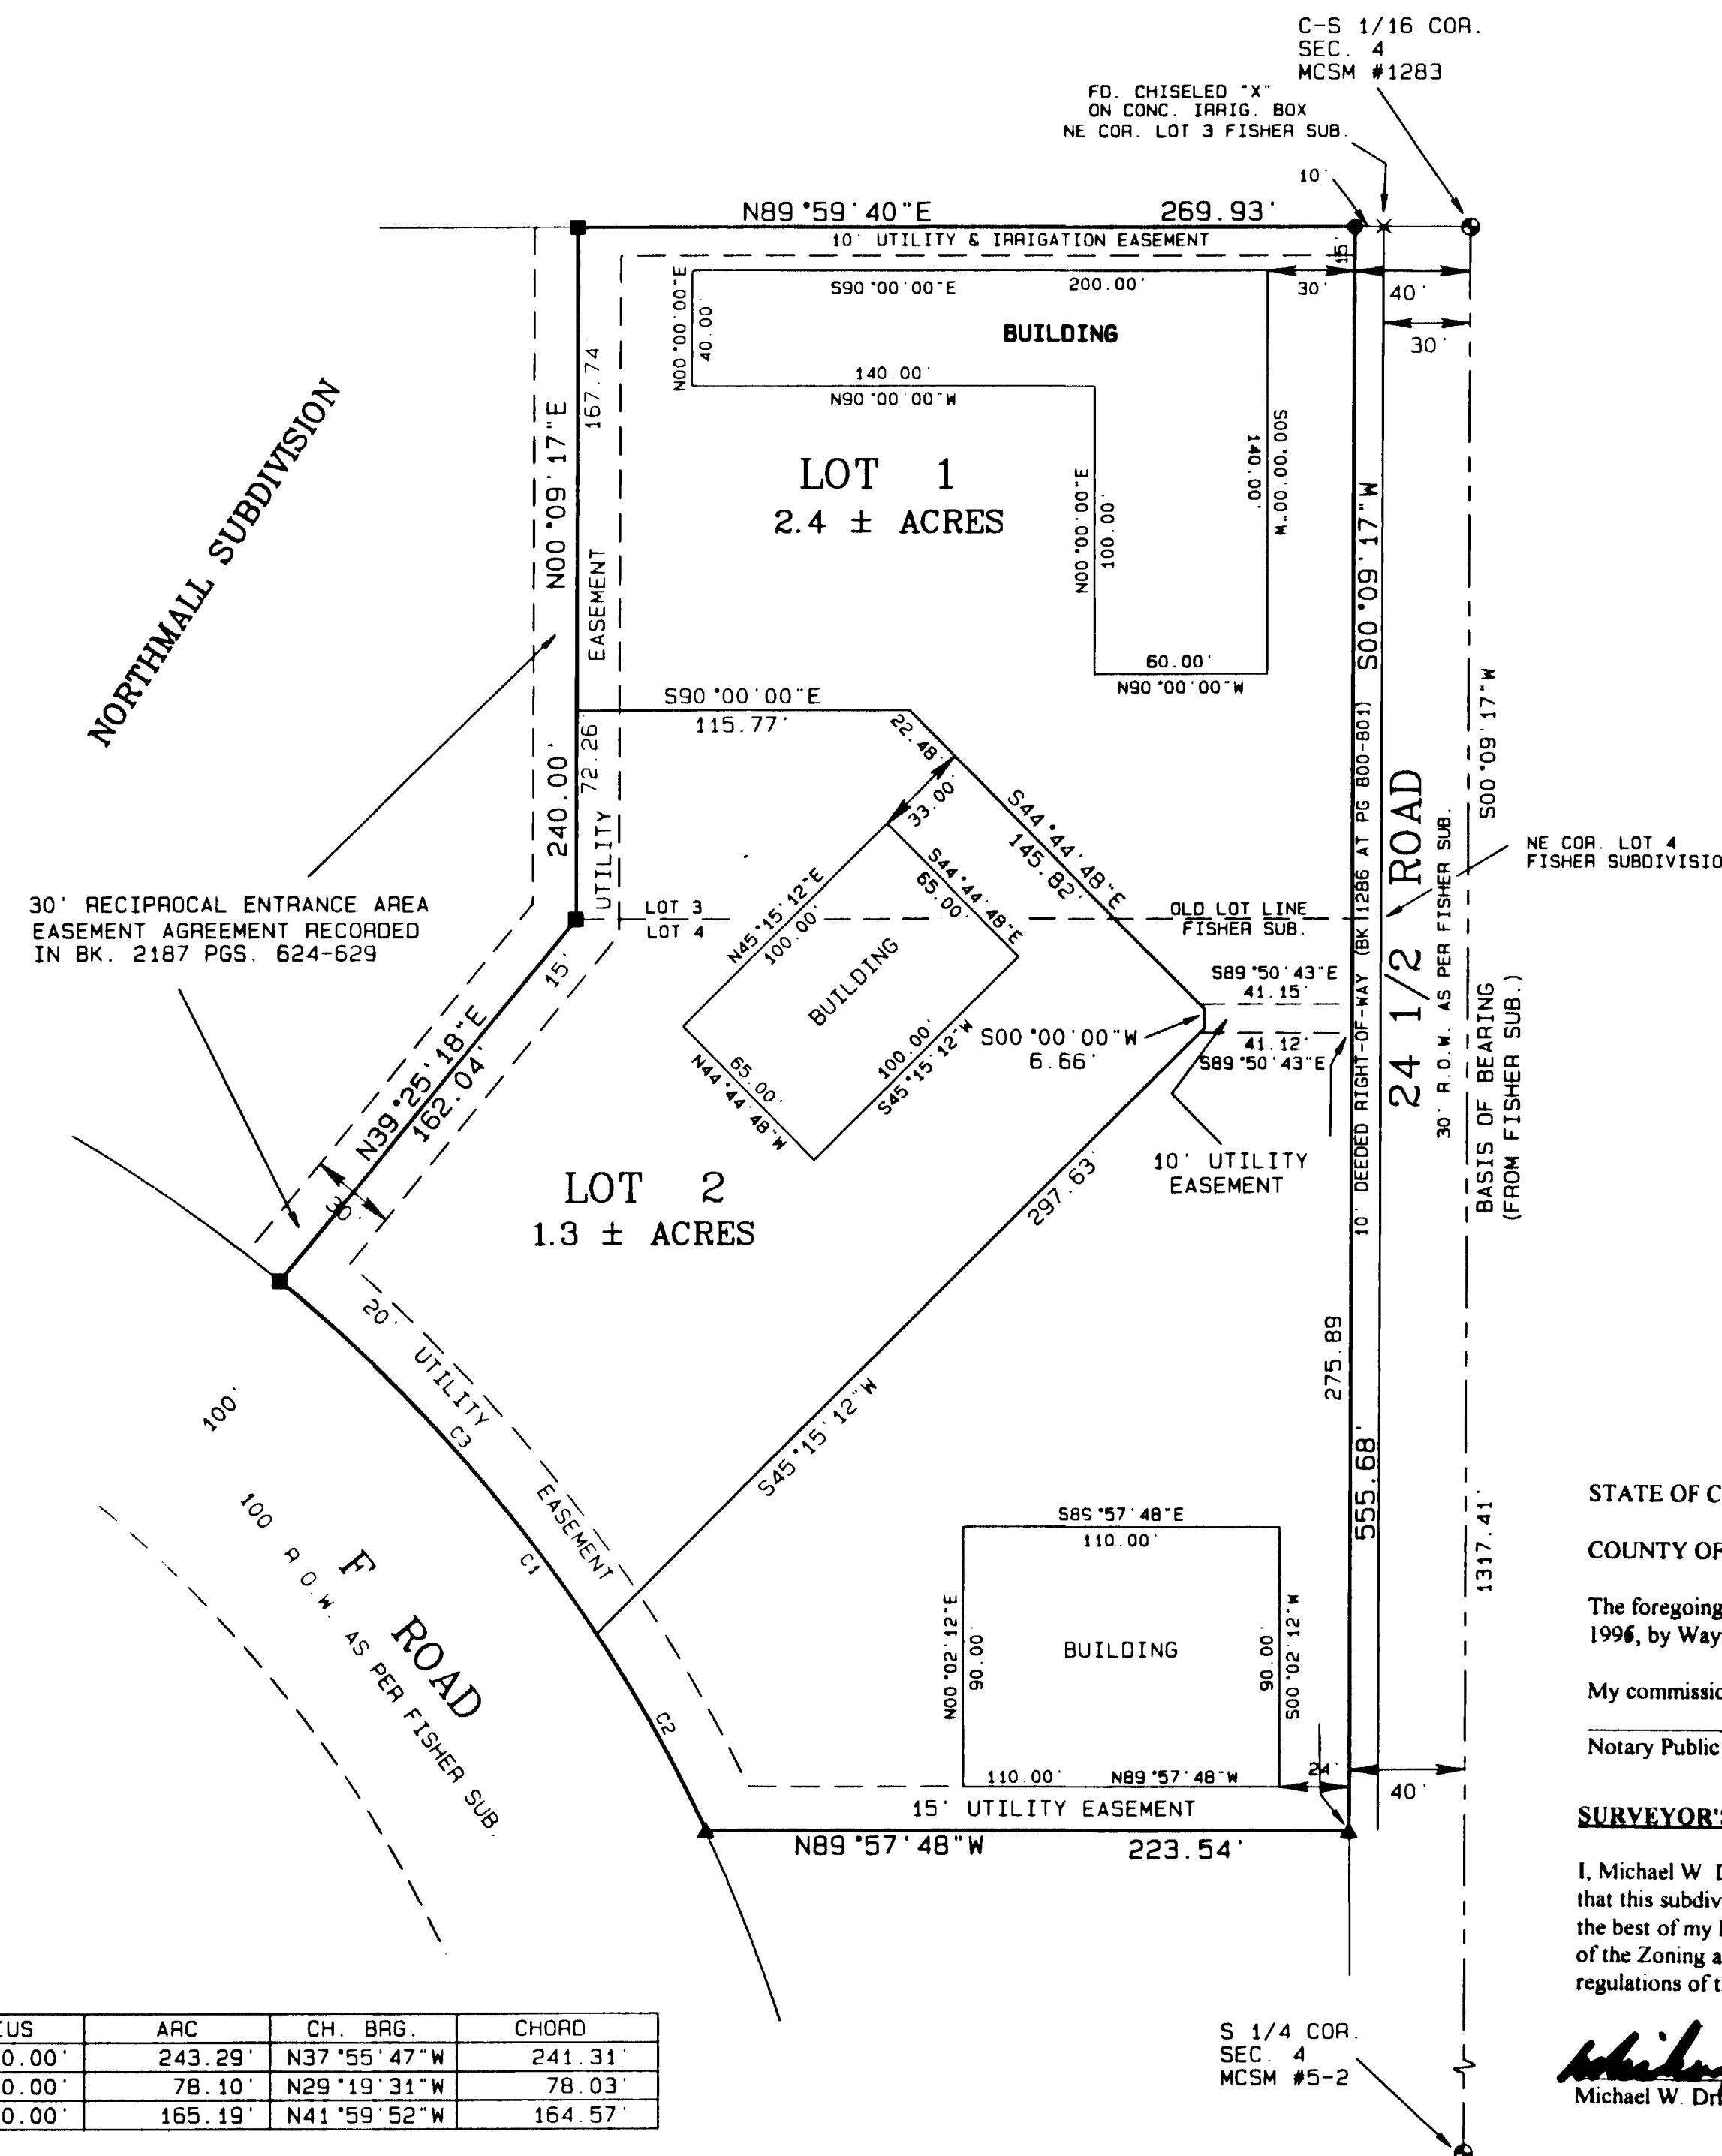 C-S 1/16 COR.
SEC. 4
MCSM #1283
FD. CHISELED "X"
ON CONC. IRRIG. BOX
NE COR. LOT 3 FISHER SUB.
10'
N89°59'40"E 269.93'
10' UTILITY & IRRIGATION EASEMENT
15'
S90°00'00"E 200.00'
30'
40'
30'
N00°00'00"E
40.00'
BUILDING
140.00'
N90°00'00"W
N00°09'17"E
167.74'
NORTHMALL SUBDIVISION
LOT 1
2.4 ± ACRES
N00°00'00"E
100.00'
S00°00'00"W
140.00'
60.00'
N90°00'00"W
S00°09'17"W
UTILITY EASEMENT
S90°00'00"E
115.77'
22.48'
33.00'
S44°44'48"E
145.82'
240.00'
72.26'
S00°09'17"W
24 1/2 ROAD
30' R.O.W. AS PER FISHER SUB.
10' DEEDED RIGHT-OF-WAY (BK 1286 AT PG 800-801)
NE COR. LOT 4
FISHER SUBDIVISIO
BASIS OF BEARING
(FROM FISHER SUB.)
30' RECIPROCAL ENTRANCE AREA
EASEMENT AGREEMENT RECORDED
IN BK. 2187 PGS. 624-629
LOT 3
LOT 4
OLD LOT LINE
FISHER SUB.
N45°15'12"E
100.00'
S44°44'48"E
65.00'
BUILDING
100.00'
S45°15'12"W
65.00'
N44°44'48"W
S89°50'43"E
41.15'
S00°00'00"W
6.66'
41.12'
S89°50'43"E
10' UTILITY
EASEMENT
15'
N39°25'18"E
162.04'
30'
LOT 2
1.3 ± ACRES
297.63'
S45°15'12"W
20' UTILITY EASEMENT
C3
C1
C2
100'
F ROAD
100 R.O.W. AS PER FISHER SUB.
275.89
555.68'
1317.41'
S89°57'48"E
110.00'
N00°02'12"E
90.00'
BUILDING
90.00'
S00°02'12"W
110.00' N89°57'48"W
24'
40'
15' UTILITY EASEMENT
N89°57'48"W 223.54'
STATE OF C
COUNTY OF
The foregoing
1996, by Way
My commissio
Notary Public
SURVEYOR'S
I, Michael W
that this subdiv
the best of my
of the Zoning a
regulations of t
Michael W.
S 1/4 COR.
SEC. 4
MCSM #5-2
IUS ARC CH. BRG. CHORD
0.00' 243.29' N37°55'47"W 241.31'
0.00' 78.10' N29°19'31"W 78.03'
0.00' 165.19' N41°59'52"W 164.57'